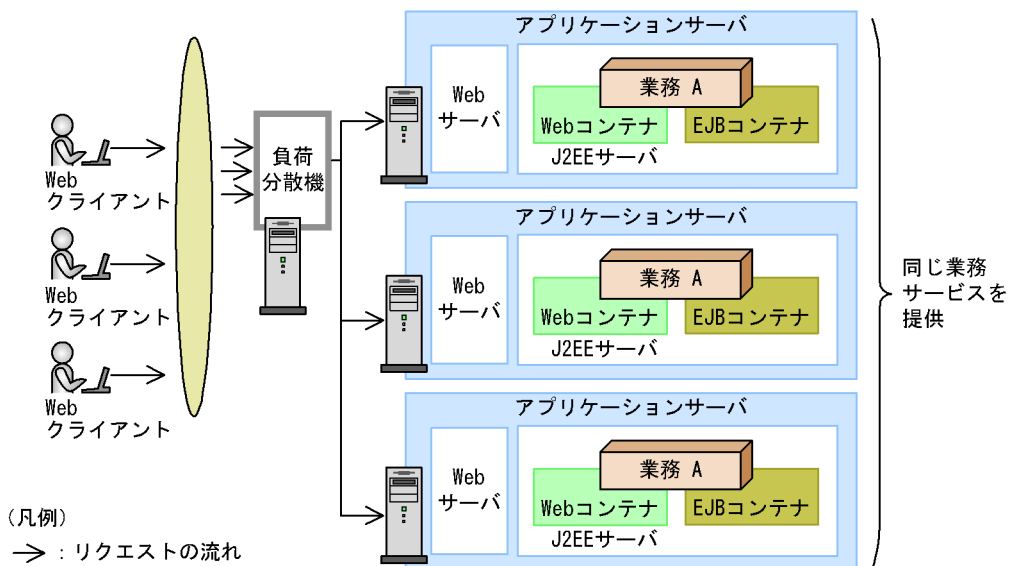 アプリケーションサーバ
Web
サーバ
業務 A
Webコンテナ
EJBコンテナ
J2EEサーバ
Web
クライアント
負荷
分散機
アプリケーションサーバ
Web
サーバ
業務 A
Webコンテナ
EJBコンテナ
J2EEサーバ
Web
クライアント
同じ業務
サービスを
提供
アプリケーションサーバ
Web
サーバ
業務 A
Webコンテナ
EJBコンテナ
J2EEサーバ
Web
クライアント
(凡例)
:リクエストの流れ